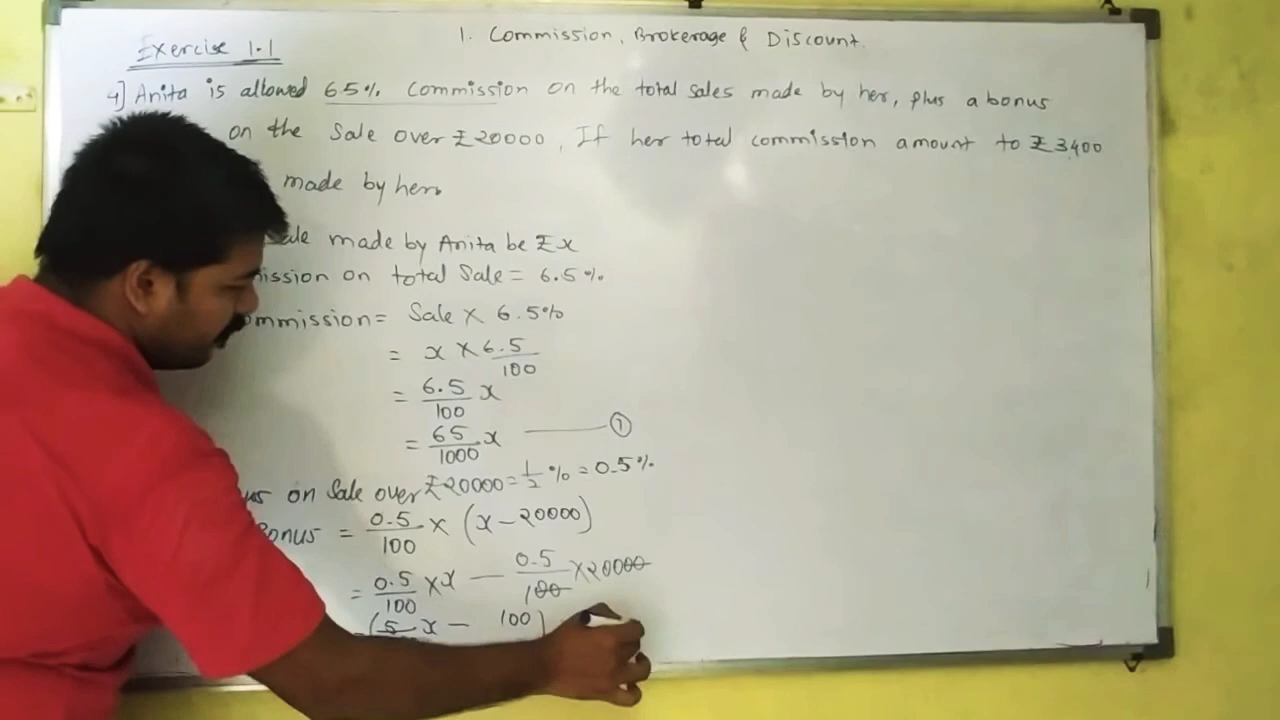 1. Commission, Brokerage & Discount.
Exercise 1.1
4] Anita is allowed 6.5% Commission on the total sales made by her, plus a bonus
on the Sale over ₹20000, If her total commission amount to ₹3400
made by her.
Sale made by Anita be ₹x
ission on total Sale = 6.5%
ommission = Sale × 6.5%
= x × 6.5/100
= 6.5/100 x
= 65/1000 x —— ①
us on Sale over ₹20000 = 1/2 % = 0.5%
Bonus = 0.5/100 × (x – 20000)
= 0.5/100 × x — 0.5/100 × 20000
= (5 x — 100)